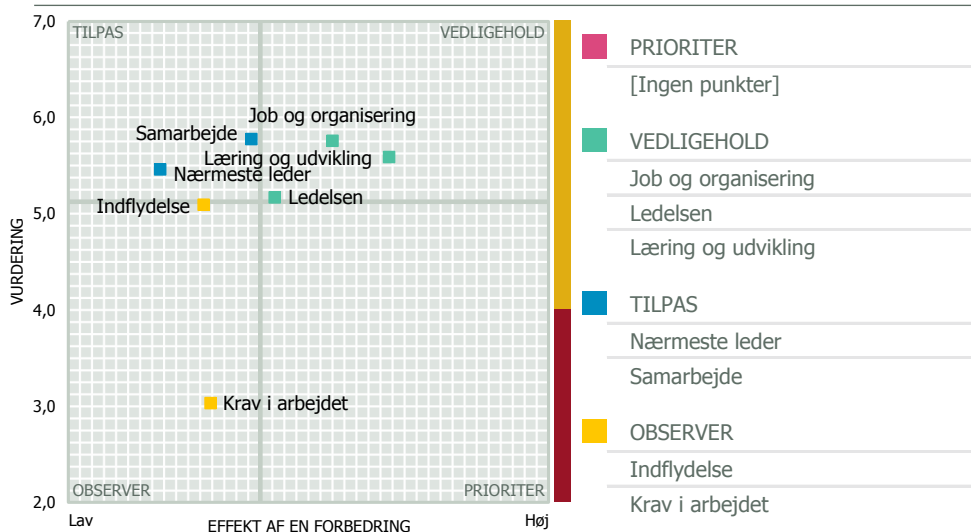 7,0
TILPAS
VEDLIGEHOLD
6,0
Job og organisering
Samarbejde
Læring og udvikling
Nærmeste leder
Indflydelse
Ledelsen
5,0
VURDERING
4,0
3,0
Krav i arbejdet
OBSERVER
PRIORITER
2,0
Lav
EFFEKT AF EN FORBEDRING
Høj
PRIORITER
[Ingen punkter]
VEDLIGEHOLD
Job og organisering
Ledelsen
Læring og udvikling
TILPAS
Nærmeste leder
Samarbejde
OBSERVER
Indflydelse
Krav i arbejdet